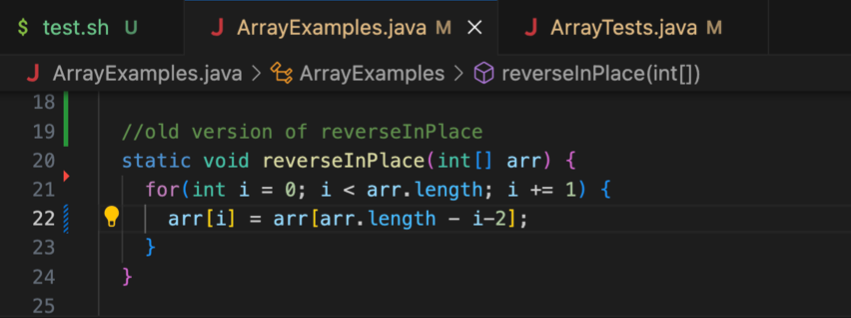 $ test.sh U J ArrayExamples.java M × J ArrayTests.java M
J ArrayExamples.java > ArrayExamples > reverseInPlace(int[])
18
19 //old version of reverseInPlace
20 static void reverseInPlace(int[] arr) {
21 for(int i = 0; i < arr.length; i += 1) {
22 arr[i] = arr[arr.length - i-2];
23 }
24 }
25